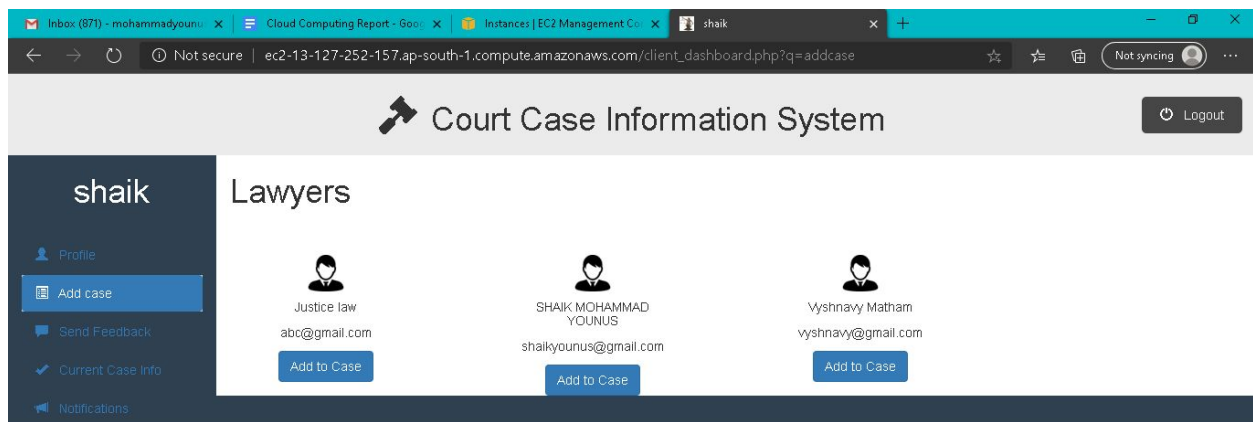 Inbox (871) - mohammadyounu
Cloud Computing Report - Goog
Instances | EC2 Management Con
shaik
Not secure | ec2-13-127-252-157.ap-south-1.compute.amazonaws.com/client_dashboard.php?q=addcase
Not syncing
Court Case Information System
Logout
shaik
Profile
Add case
Send Feedback
Current Case Info
Notifications
Lawyers
Justice law
abc@gmail.com
Add to Case
SHAIK MOHAMMAD
YOUNUS
shaikyounus@gmail.com
Add to Case
Vyshnavy Matham
vyshnavy@gmail.com
Add to Case